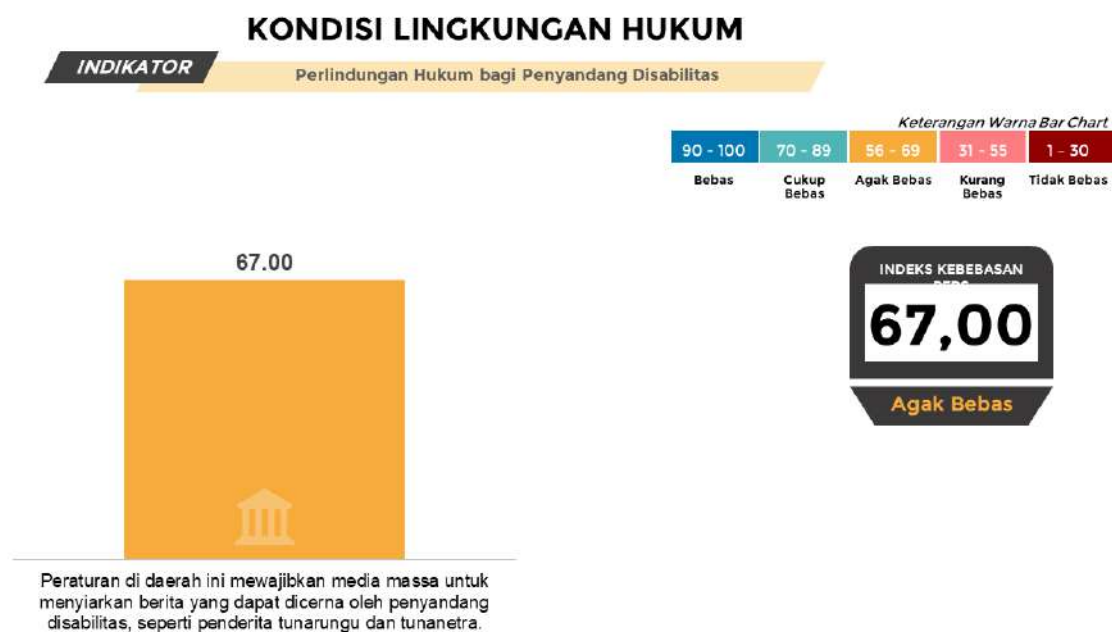 KONDISI LINGKUNGAN HUKUM
INDIKATOR
Perlindungan Hukum bagi Penyandang Disabilitas
Keterangan Warna Bar Chart
90 - 100
70 - 89
56 - 69
31 - 55
1 - 30
Bebas
Cukup
Bebas
Agak Bebas
Kurang
Bebas
Tidak Bebas
67.00
INDEKS KEBEBASAN
67,00
Agak Bebas
Peraturan di daerah ini mewajibkan media massa untuk
menyiarkan berita yang dapat dicerna oleh penyandang
disabilitas, seperti penderita tunarungu dan tunanetra.